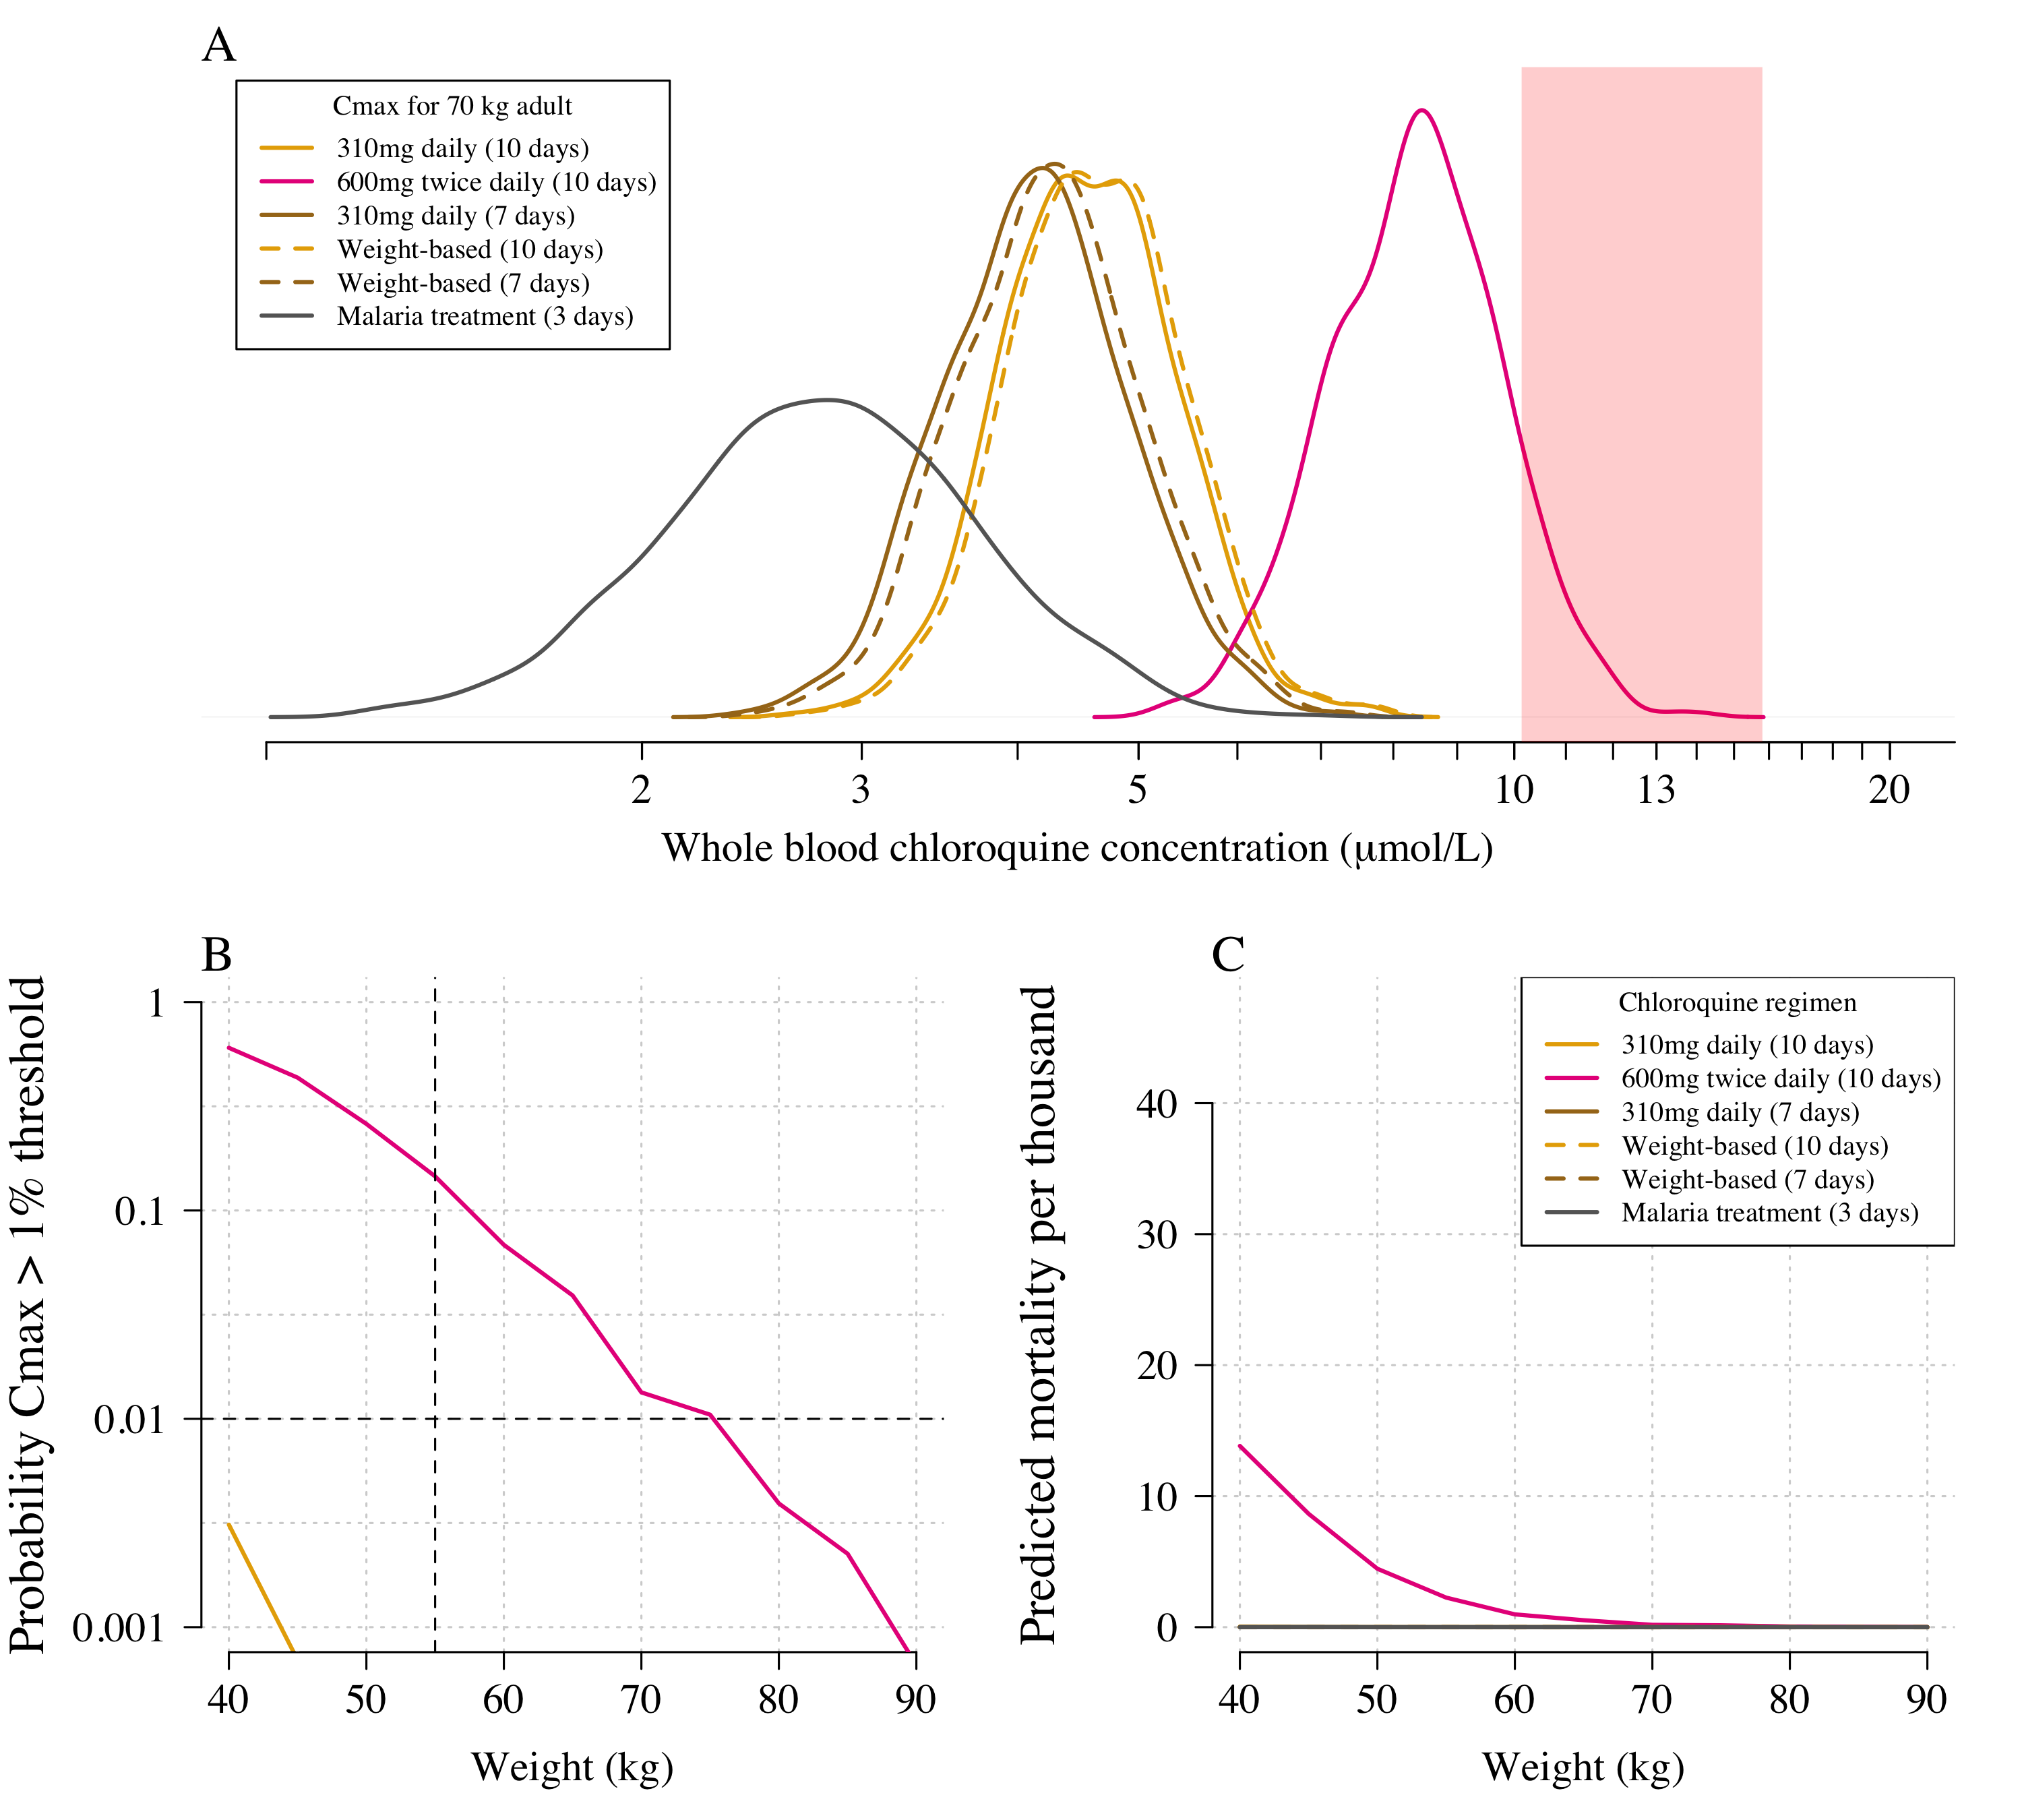 A
Cmax for 70 kg adult
310mg daily (10 days)
600mg twice daily (10 days)
310mg daily (7 days)
Weight-based (10 days)
Weight-based (7 days)
Malaria treatment (3 days)
2 3 5 10 13 20
Whole blood chloroquine concentration (μmol/L)
B
Probability Cmax > 1% threshold
1
0.1
0.01
0.001
40 50 60 70 80 90
Weight (kg)
C
Predicted mortality per thousand
Chloroquine regimen
310mg daily (10 days)
600mg twice daily (10 days)
310mg daily (7 days)
Weight-based (10 days)
Weight-based (7 days)
Malaria treatment (3 days)
40
30
20
10
0
40 50 60 70 80 90
Weight (kg)